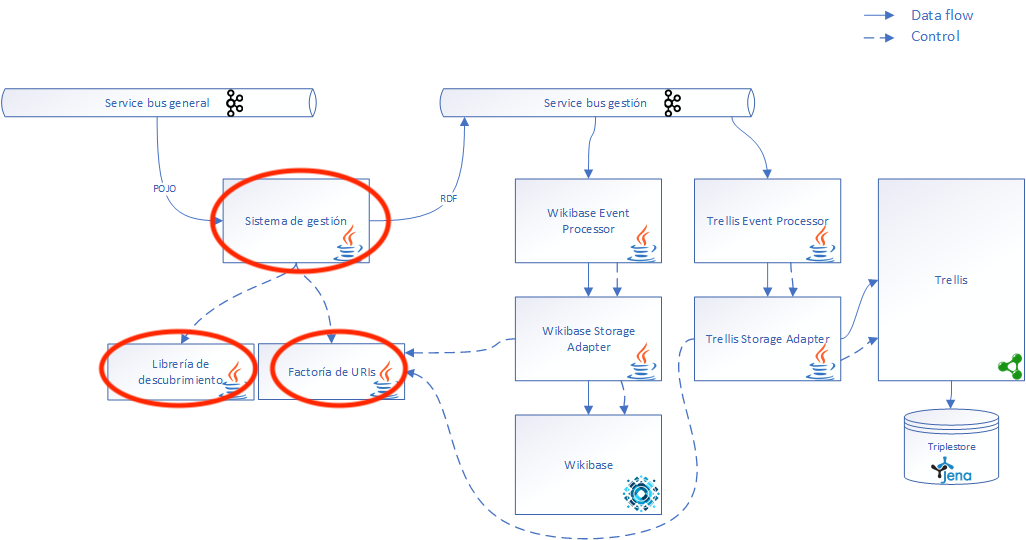 Data flow
Control
Service bus general
Service bus gestión
POJO
RDF
Sistema de gestión
Wikibase Event
Processor
Trellis Event Processor
Trellis
Librería de
descubrimiento
Factoría de URIs
Wikibase Storage
Adapter
Trellis Storage Adapter
Wikibase
Triplestore
jena